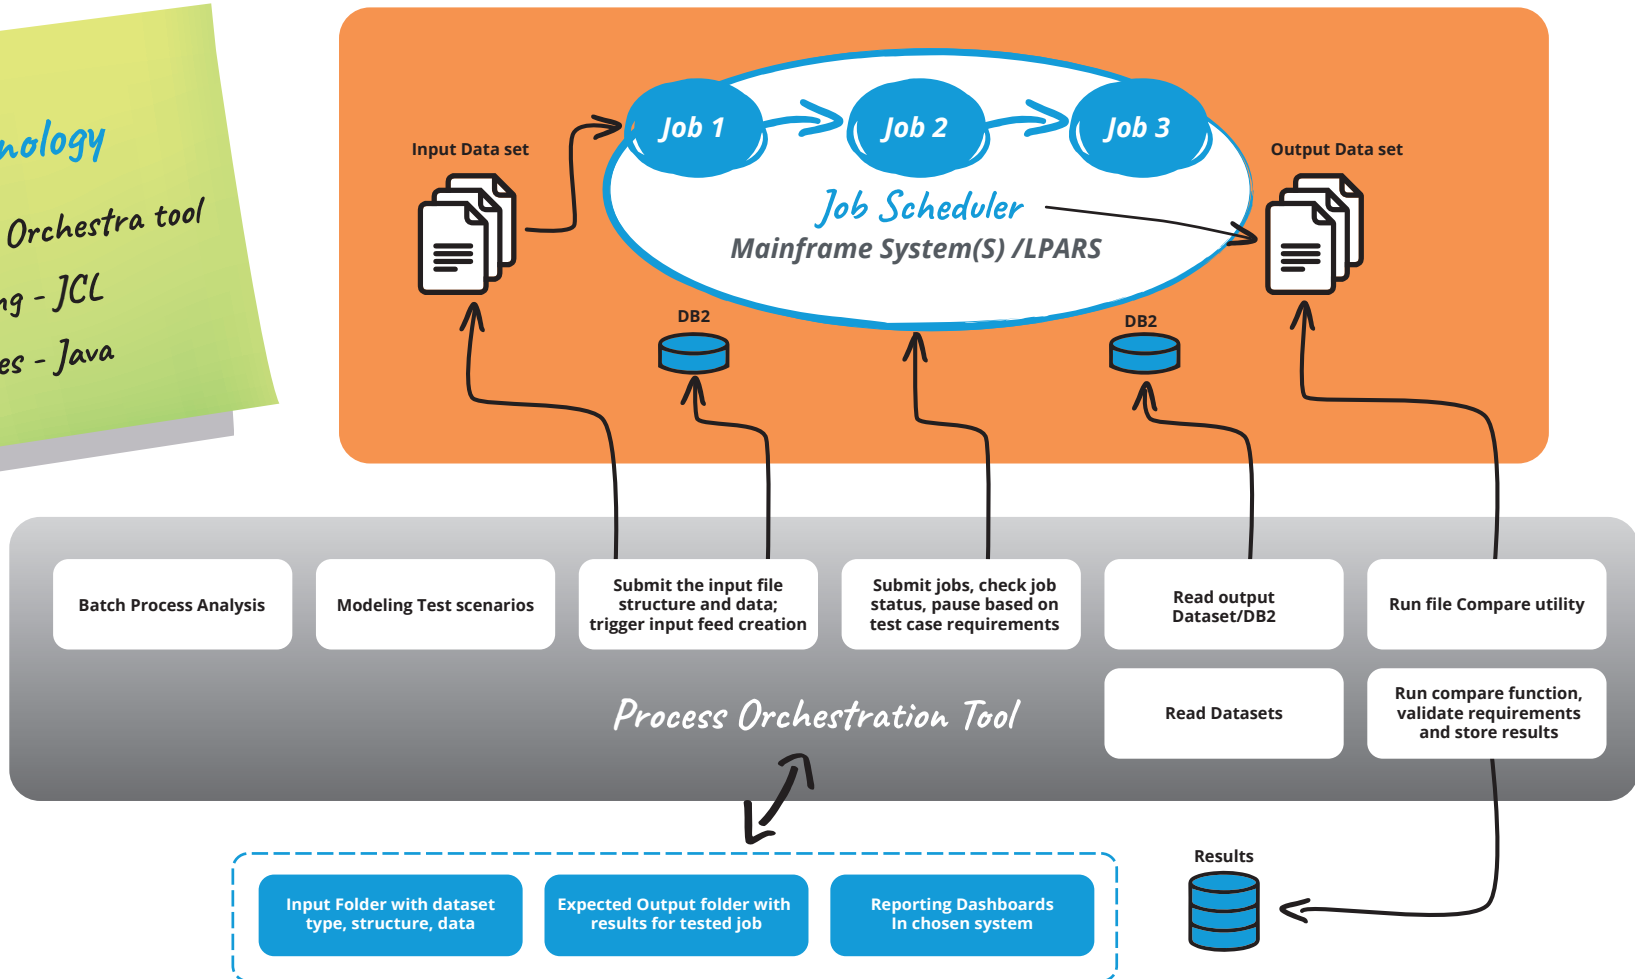 Orchestra tool
- JCL
- Java
Input Data set
Job 1
Job 2
Job 3
Output Data set
Job Scheduler
Mainframe System(S) /LPARS
DB2
DB2
Batch Process Analysis
Modeling Test scenarios
Submit the input file
structure and data;
trigger input feed creation
Submit jobs, check job
status, pause based on
test case requirements
Read output
Dataset/DB2
Run file Compare utility
Process Orchestration Tool
Read Datasets
Run compare function,
validate requirements
and store results
Input Folder with dataset
type, structure, data
Expected Output folder with
results for tested job
Reporting Dashboards
In chosen system
Results